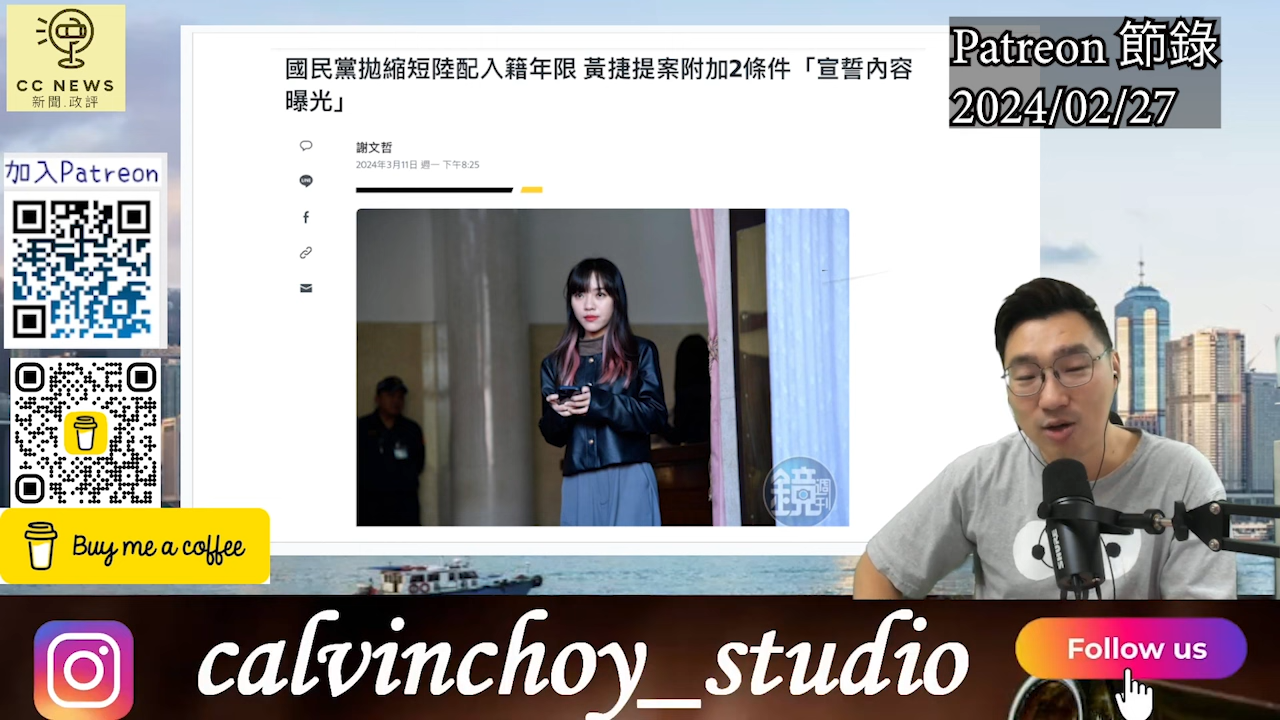 CC NEWS
新聞.政評
加入Patreon
Buy me a coffee
國民黨拋縮短陸配入籍年限 黃捷提案附加2條件「宣誓內容
曝光」
謝文哲
2024年3月11日 週一 下午8:25
LINE
鏡週刊
Patreon 節錄
2024/02/27
calvinchoy_studio
Follow us